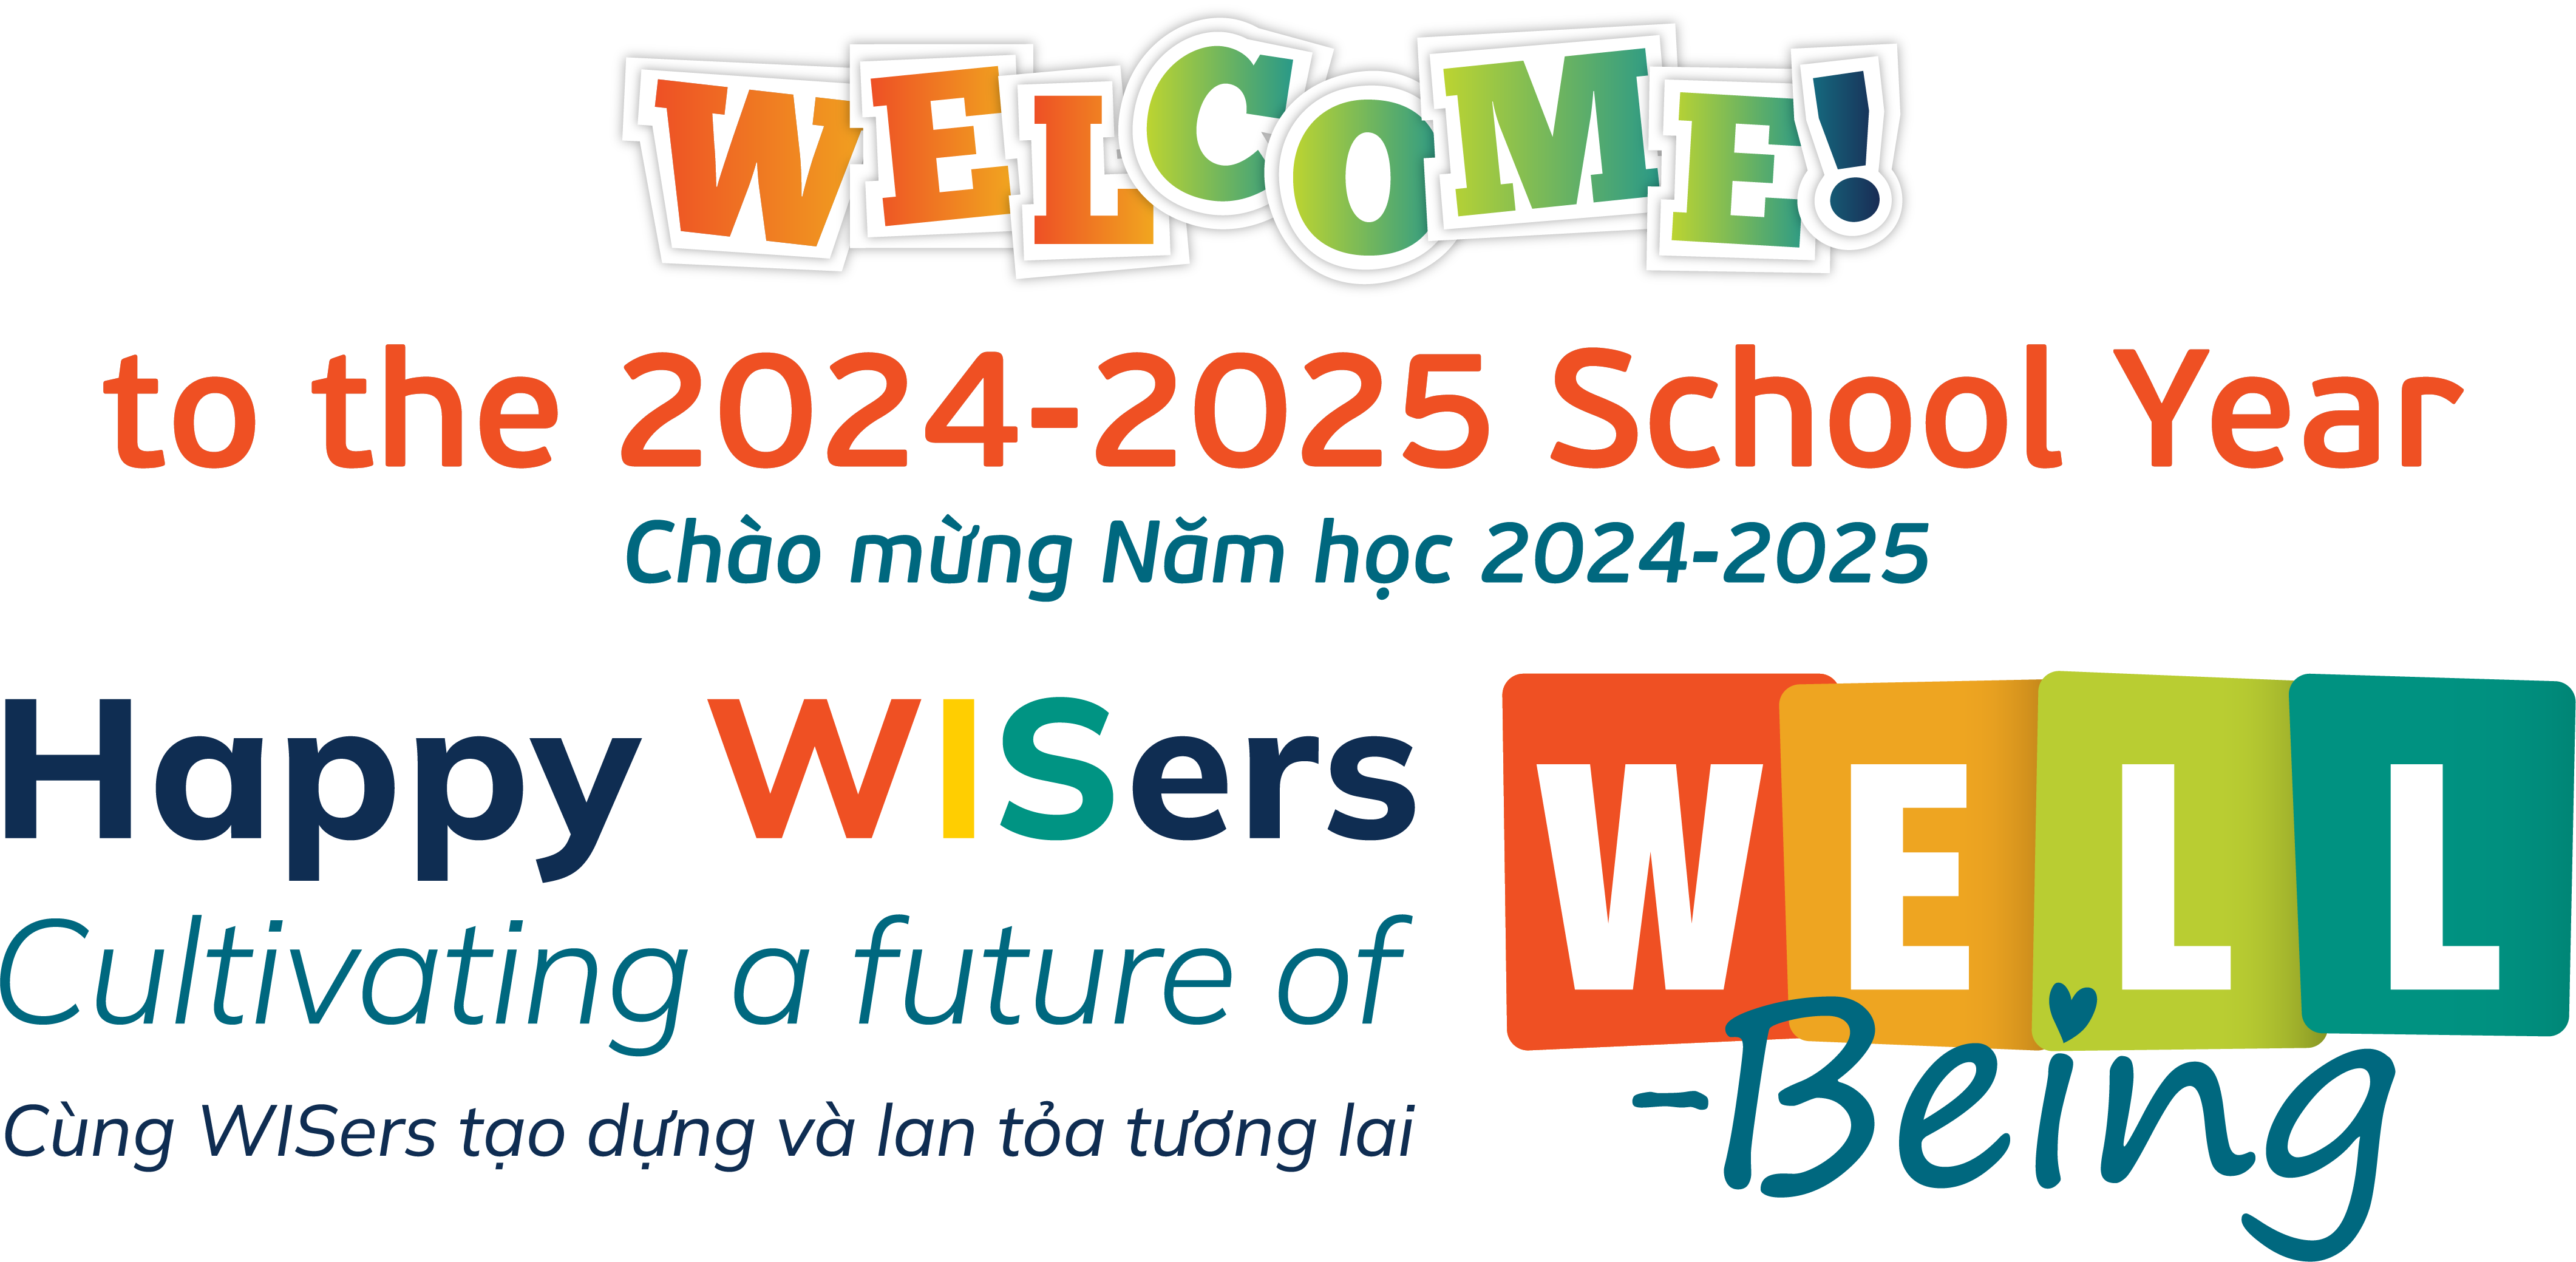 WELCOME!
to the 2024-2025 School Year
Chào mừng Năm học 2024-2025
Happy WISers
Cultivating a future of
WELL
-Being
Cùng WISers tạo dựng và lan tỏa tương lai